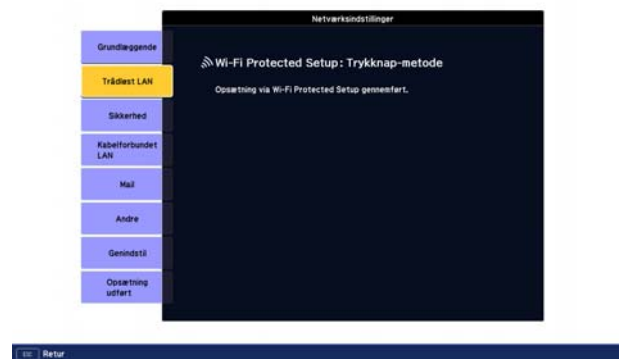 Netværksindstillinger
Grundlæggende
Trådløst LAN
Sikkerhed
Kabelforbundet
LAN
Mail
Andre
Genindstil
Opsætning
udført
Wi-Fi Protected Setup: Trykknap-metode
Opsætning via Wi-Fi Protected Setup gennemført.
Esc Retur